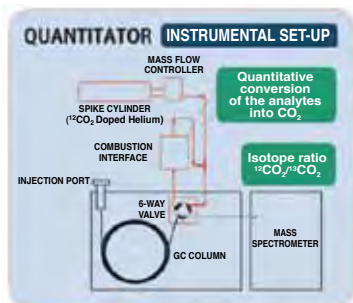 QUANTITATOR INSTRUMENTAL SET-UP
MASS FLOW
CONTROLLER
SPIKE CYLINDER
(¹²CO₂ Doped Helium)
Quantitative
conversion
of the analytes
into CO₂
COMBUSTION
INTERFACE
Isotope ratio
¹²CO₂/¹³CO₂
INJECTION PORT
6-WAY
VALVE
GC COLUMN
MASS
SPECTROMETER